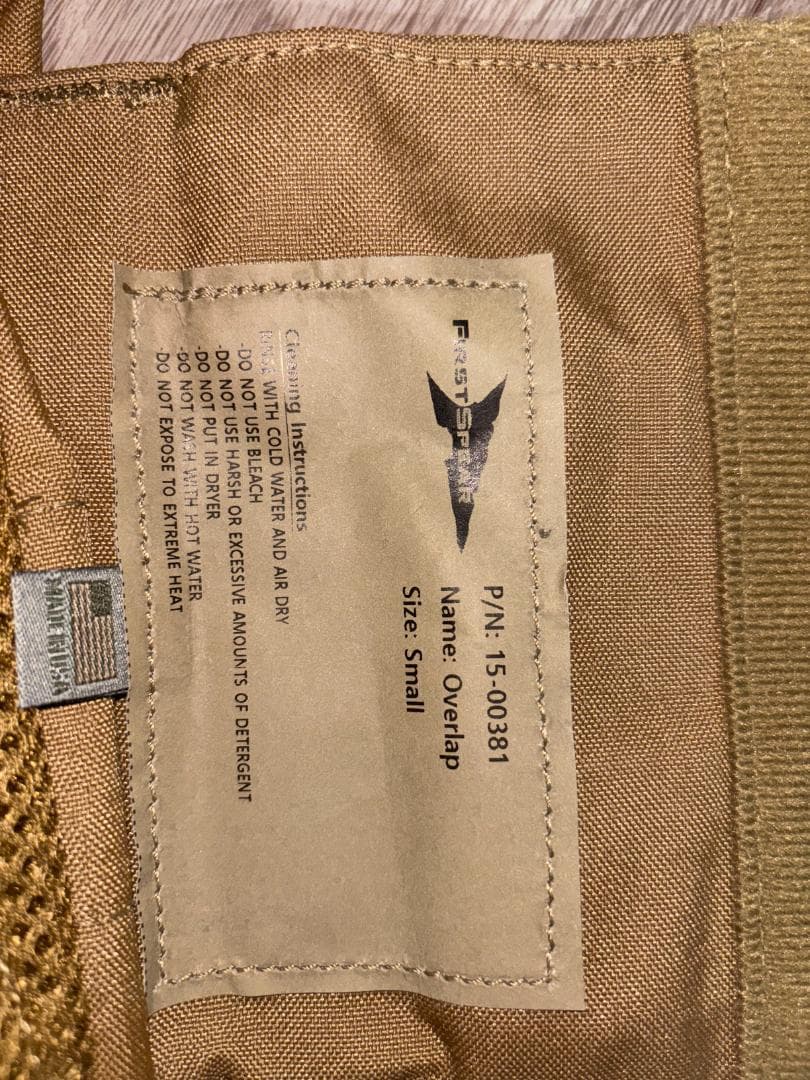 FIRSTSPEAR
P/N: 15-00381
Name: Overlap
Size: Small
Cleaning Instructions
RINSE WITH COLD WATER AND AIR DRY
-DO NOT USE BLEACH
-DO NOT USE HARSH OR EXCESSIVE AMOUNTS OF DETERGENT
-DO NOT PUT IN DRYER
-DO NOT WASH WITH HOT WATER
-DO NOT EXPOSE TO EXTREME HEAT
MADE IN USA